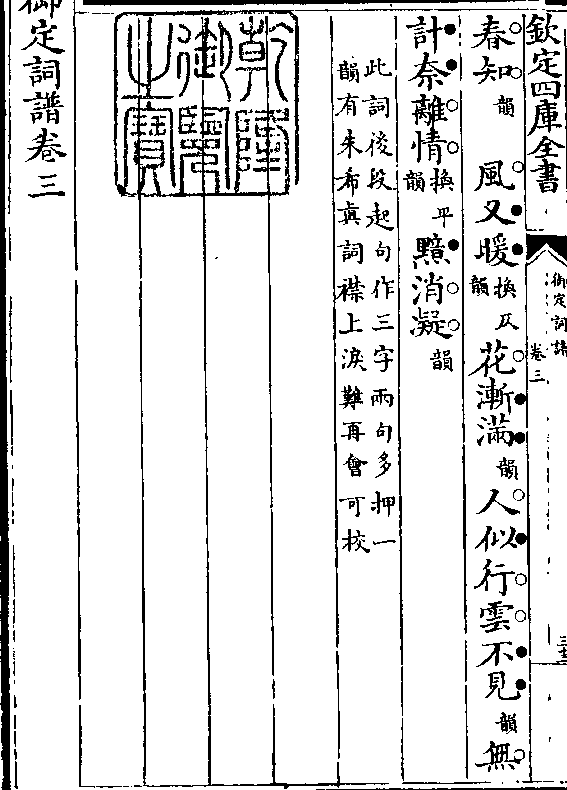 欽定四庫全書
御定詞譜
卷三
春知韻 風又暖換仄韻花漸滿韻人似行雲不見韻無
計奈離情換平韻黯消凝韻
此詞後段起句作三字兩句多押一
韻有朱希真詞襟上淚難再會可校
乾隆御覽之寶
御定詞譜卷三